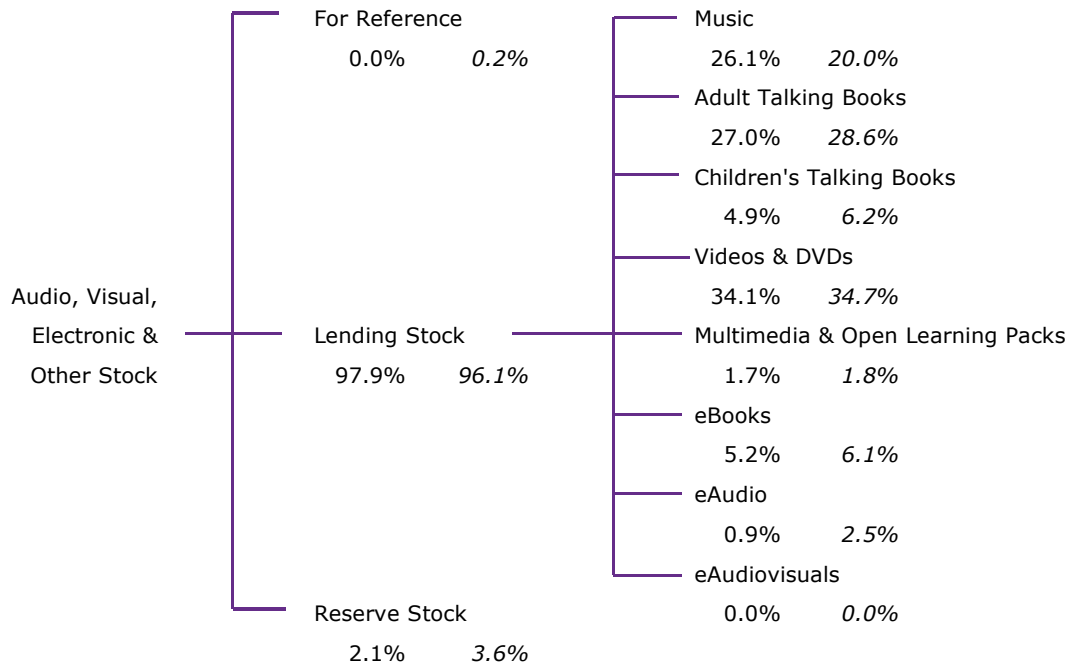 Audio, Visual,
Electronic &
Other Stock
For Reference
0.0% 0.2%
Lending Stock
97.9% 96.1%
Reserve Stock
2.1% 3.6%
Music
26.1% 20.0%
Adult Talking Books
27.0% 28.6%
Children's Talking Books
4.9% 6.2%
Videos & DVDs
34.1% 34.7%
Multimedia & Open Learning Packs
1.7% 1.8%
eBooks
5.2% 6.1%
eAudio
0.9% 2.5%
eAudiovisuals
0.0% 0.0%